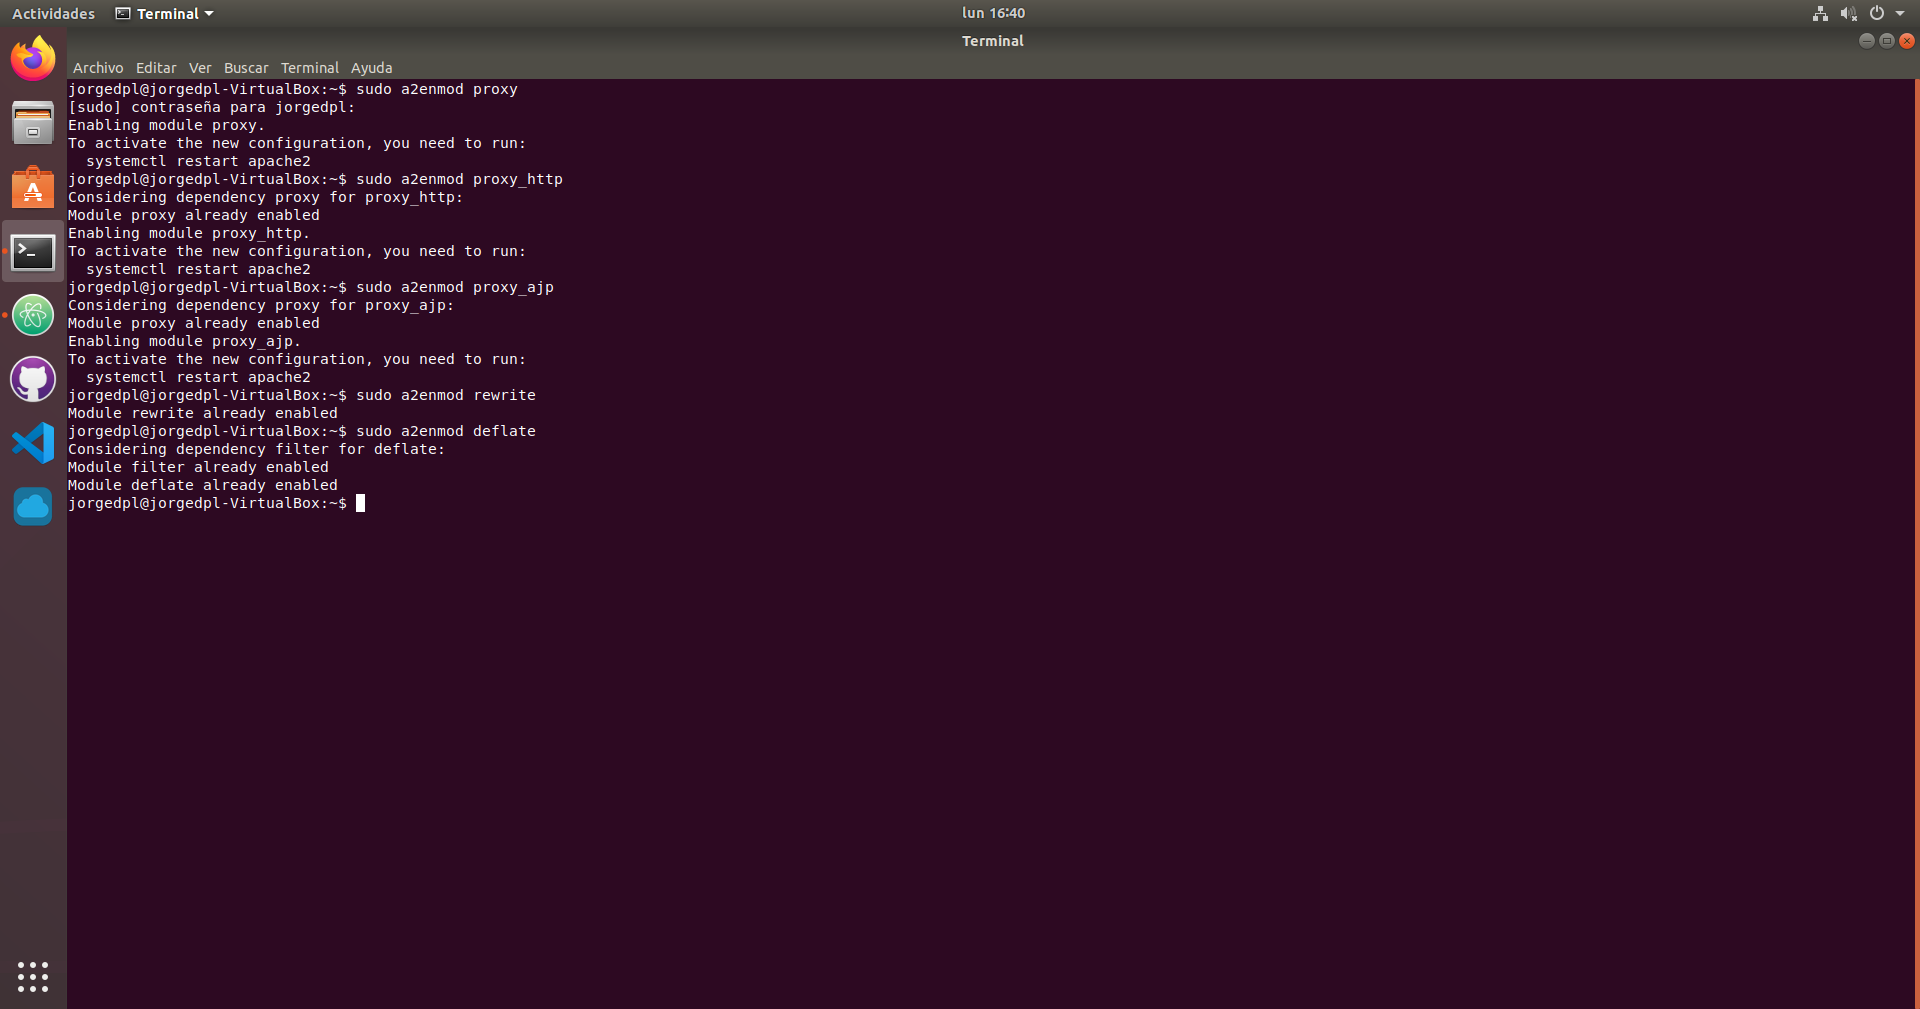 Actividades Terminal lun 16:40
Terminal
Archivo Editar Ver Buscar Terminal Ayuda
jorgedpl@jorgedpl-VirtualBox:~$ sudo a2enmod proxy
[sudo] contraseña para jorgedpl:
Enabling module proxy.
To activate the new configuration, you need to run:
  systemctl restart apache2
jorgedpl@jorgedpl-VirtualBox:~$ sudo a2enmod proxy_http
Considering dependency proxy for proxy_http:
Module proxy already enabled
Enabling module proxy_http.
To activate the new configuration, you need to run:
  systemctl restart apache2
jorgedpl@jorgedpl-VirtualBox:~$ sudo a2enmod proxy_ajp
Considering dependency proxy for proxy_ajp:
Module proxy already enabled
Enabling module proxy_ajp.
To activate the new configuration, you need to run:
  systemctl restart apache2
jorgedpl@jorgedpl-VirtualBox:~$ sudo a2enmod rewrite
Module rewrite already enabled
jorgedpl@jorgedpl-VirtualBox:~$ sudo a2enmod deflate
Considering dependency filter for deflate:
Module filter already enabled
Module deflate already enabled
jorgedpl@jorgedpl-VirtualBox:~$